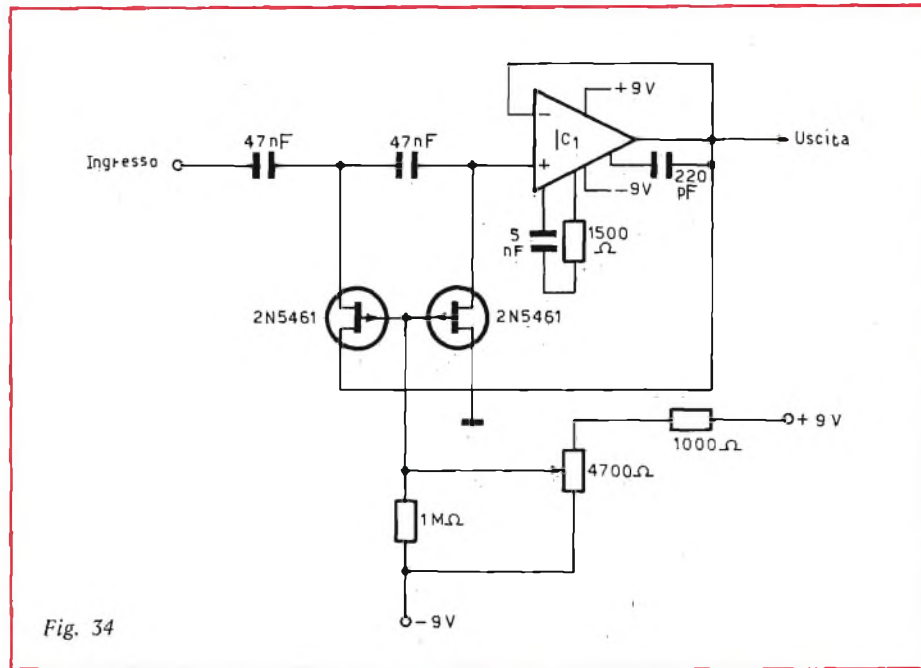 +9V
47nF
47nF
Ingresso
−
IC1
+
Uscita
−9V
220
pF
5
nF
1500
Ω
2N5461
2N5461
+9V
1000Ω
4700Ω
1MΩ
−9V
Fig. 34